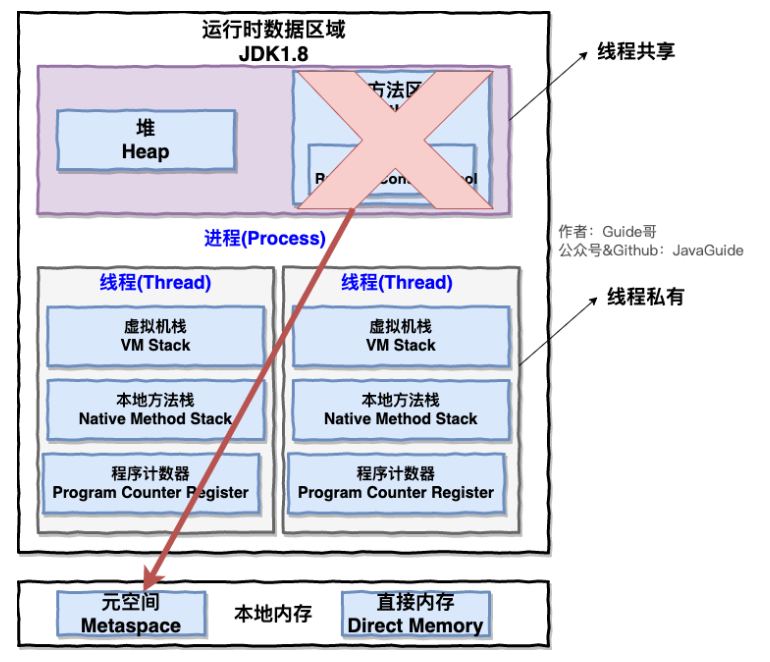 运行时数据区域
JDK1.8
线程共享
堆
Heap
方法区
进程(Process)
作者：Guide哥
公众号&Github：JavaGuide
线程(Thread)
线程(Thread)
线程私有
虚拟机栈
VM Stack
虚拟机栈
VM Stack
本地方法栈
Native Method Stack
本地方法栈
Native Method Stack
程序计数器
Program Counter Register
程序计数器
Program Counter Register
元空间
Metaspace
本地内存
直接内存
Direct Memory